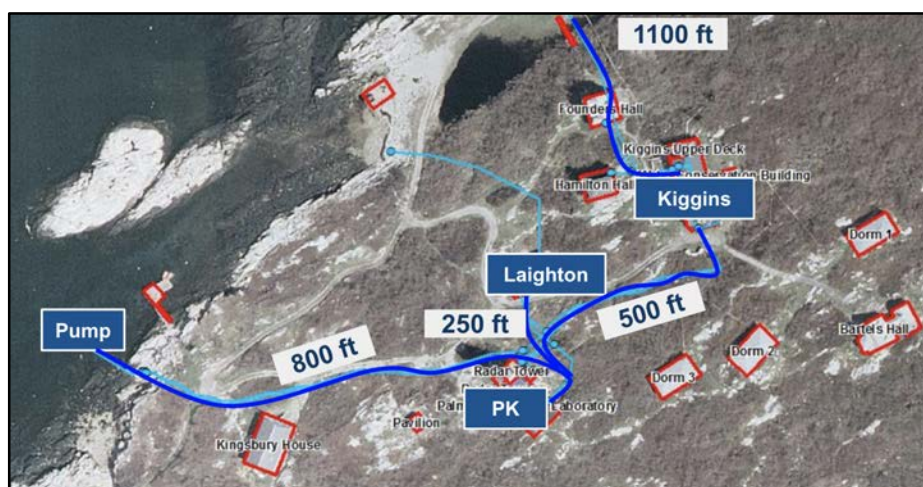 1100 ft
Founders Hall
Kiggins Upper Deck
Conservation Building
Hamilton Hall
Kiggins
Dorm 1
Laighton
Pump
250 ft
500 ft
Bartels Hall
800 ft
Radar Tower
Dorm 2
Dorm 3
PK
Laboratory
Pavilion
Kingsbury House